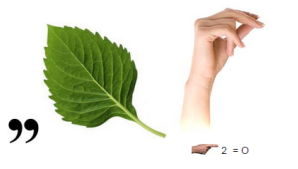 ,,
2 = O